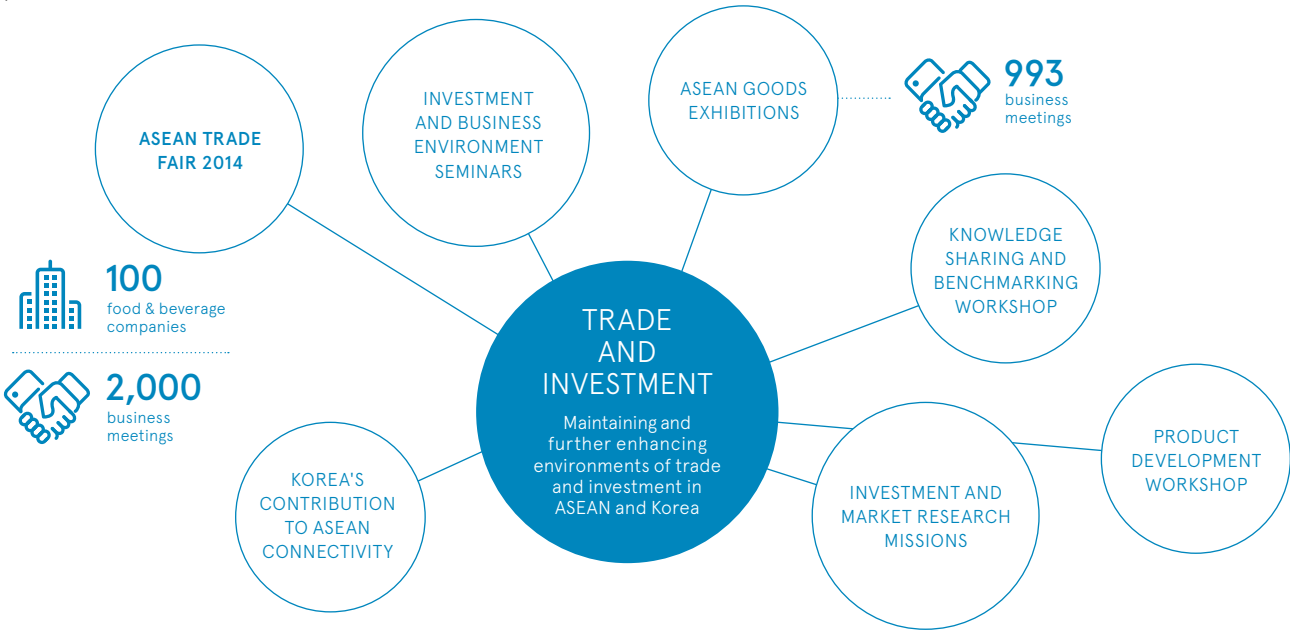 ASEAN TRADE
FAIR 2014
INVESTMENT
AND BUSINESS
ENVIRONMENT
SEMINARS
ASEAN GOODS
EXHIBITIONS
993
business
meetings
KNOWLEDGE
SHARING AND
BENCHMARKING
WORKSHOP
100
food & beverage
companies
2,000
business
meetings
TRADE
AND
INVESTMENT
Maintaining and
further enhancing
environments of trade
and investment in
ASEAN and Korea
KOREA'S
CONTRIBUTION
TO ASEAN
CONNECTIVITY
INVESTMENT AND
MARKET RESEARCH
MISSIONS
PRODUCT
DEVELOPMENT
WORKSHOP